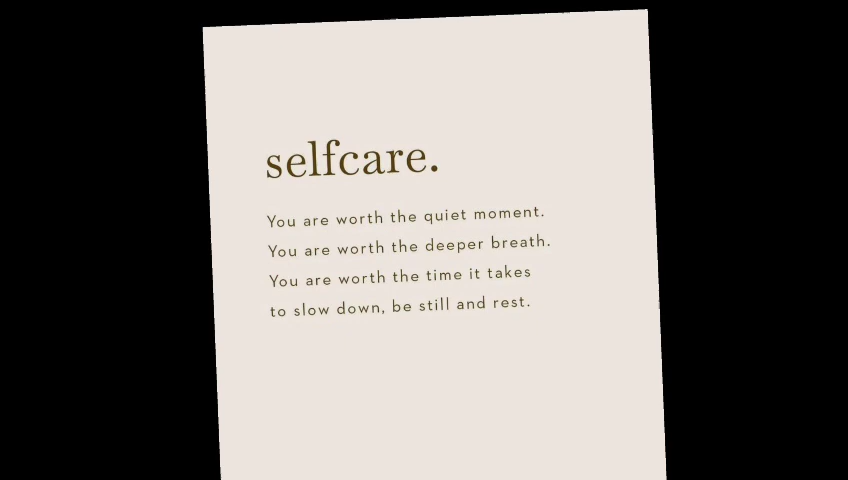 selfcare.
You are worth the quiet moment.
You are worth the deeper breath.
You are worth the time it takes
to slow down, be still and rest.